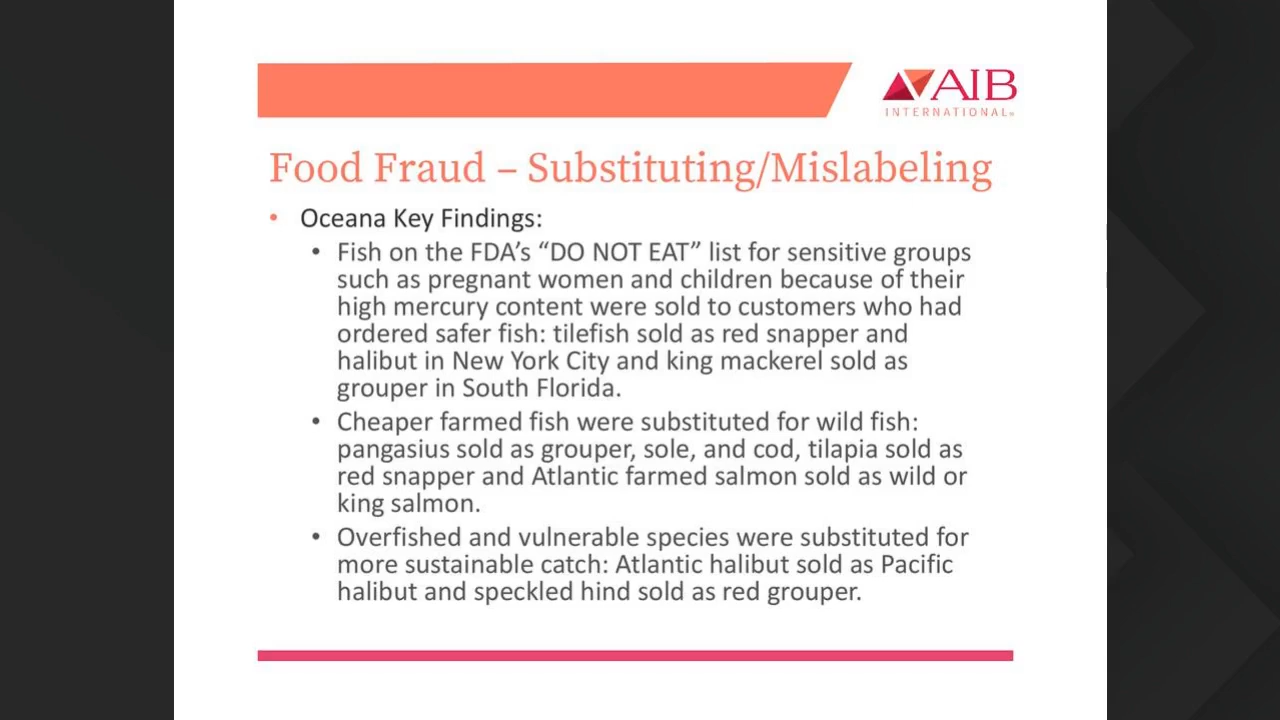 AIB
INTERNATIONAL®
Food Fraud – Substituting/Mislabeling
• Oceana Key Findings:
• Fish on the FDA’s “DO NOT EAT” list for sensitive groups
such as pregnant women and children because of their
high mercury content were sold to customers who had
ordered safer fish: tilefish sold as red snapper and
halibut in New York City and king mackerel sold as
grouper in South Florida.
• Cheaper farmed fish were substituted for wild fish:
pangasius sold as grouper, sole, and cod, tilapia sold as
red snapper and Atlantic farmed salmon sold as wild or
king salmon.
• Overfished and vulnerable species were substituted for
more sustainable catch: Atlantic halibut sold as Pacific
halibut and speckled hind sold as red grouper.